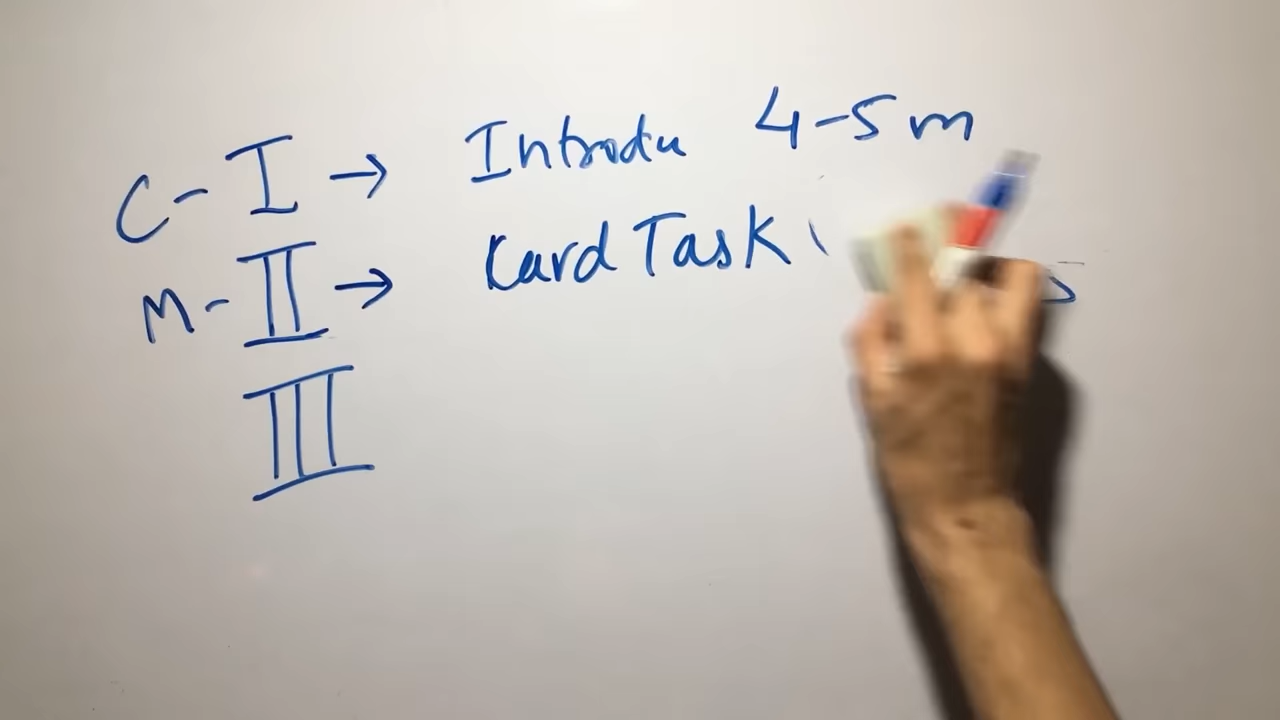 C - I → Introdu 4-5 m
M - II → Card Task
III